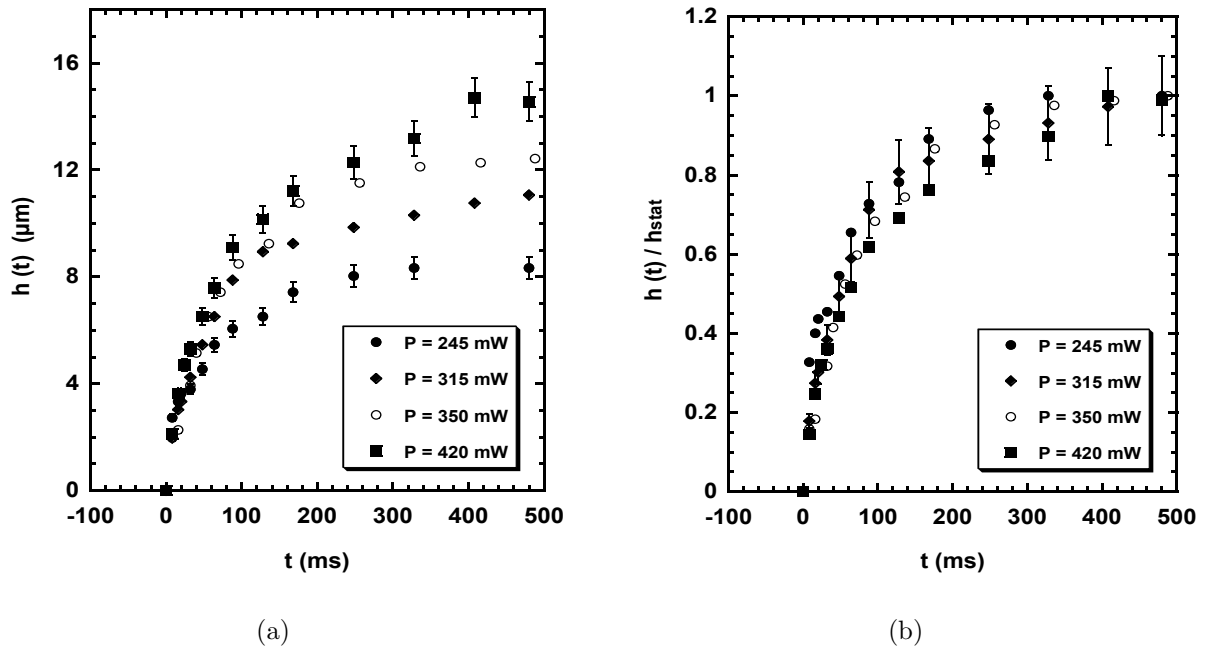 h (t) (µm)
16
12
8
4
0
-100 0 100 200 300 400 500
t (ms)
P = 245 mW
P = 315 mW
P = 350 mW
P = 420 mW
(a)
h (t) / hstat
1
0.8
0.6
0.4
0.2
0
-100 0 100 200 300 400 500
t (ms)
P = 245 mW
P = 315 mW
P = 350 mW
P = 420 mW
(b)